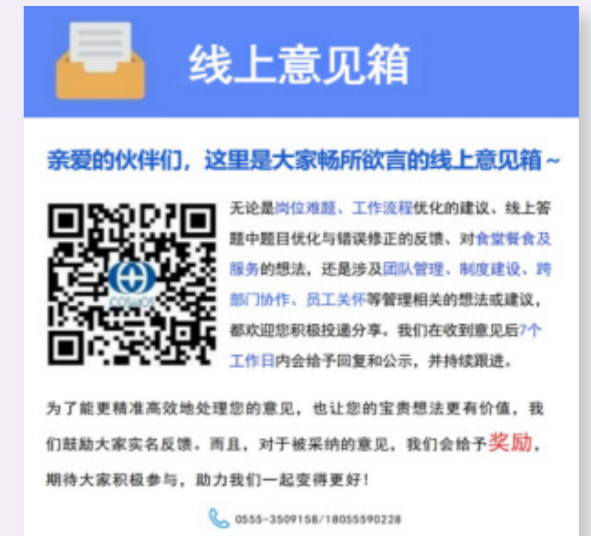 线上意见箱
亲爱的伙伴们，这里是大家畅所欲言的线上意见箱~
无论是岗位难题、工作流程优化的建议、线上答
题中题目优化与错误修正的反馈、对食堂餐食及
服务的想法，还是涉及团队管理、制度建设、跨
部门协作、员工关怀等管理相关的想法或建议，
都欢迎您积极投递分享。我们在收到意见后7个
工作日内会给予回复和公示，并持续跟进。
COSMOS
为了能更精准高效地处理您的意见，也让您的宝贵想法更有价值，我
们鼓励大家实名反馈。而且，对于被采纳的意见，我们会给予奖励，
期待大家积极参与，助力我们一起变得更好！
0555-3509158/18055590228